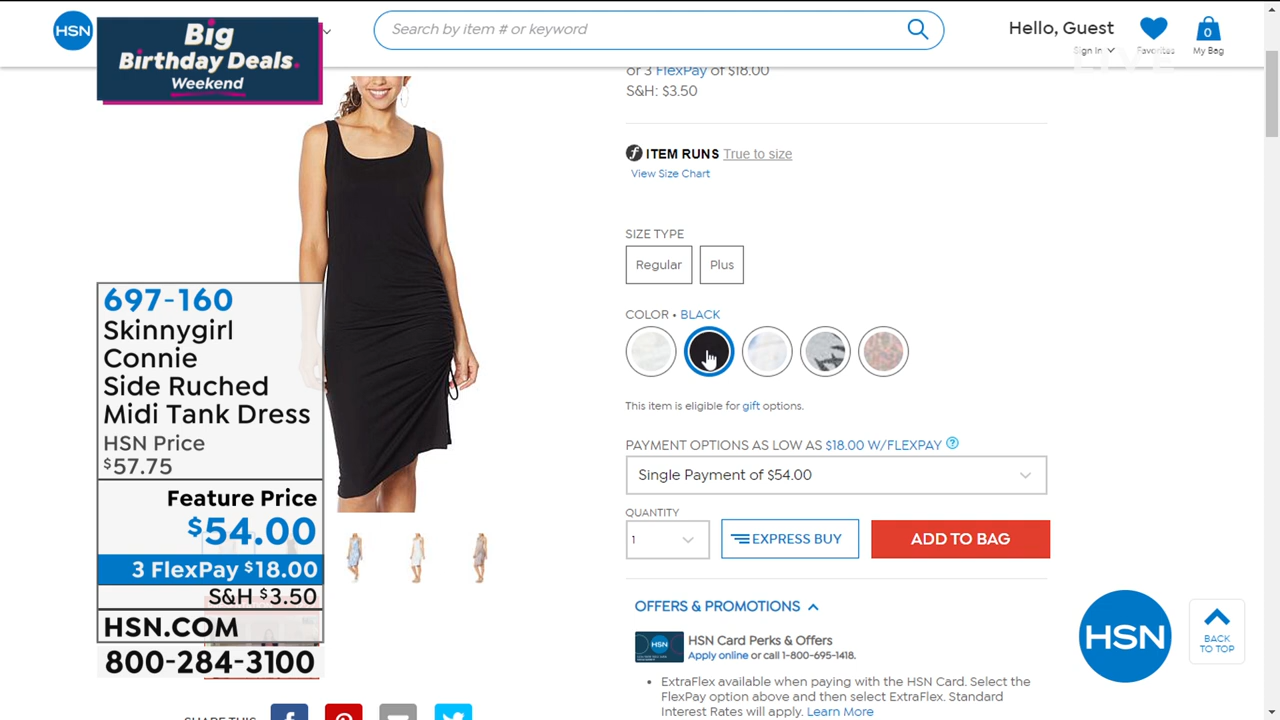 HSN
Big
Birthday Deals.
Weekend
Search by item # or keyword
Hello, Guest
Sign In
Favorites
0
My Bag
LIVE
or 3 FlexPay of $18.00
S&H: $3.50
f ITEM RUNS True to size
View Size Chart
SIZE TYPE
Regular
Plus
COLOR • BLACK
This item is eligible for gift options.
PAYMENT OPTIONS AS LOW AS $18.00 W/FLEXPAY ?
Single Payment of $54.00
QUANTITY
1
EXPRESS BUY
ADD TO BAG
OFFERS & PROMOTIONS
HSN
HSN Card Perks & Offers
Apply online or call 1-800-695-1418.
• ExtraFlex available when paying with the HSN Card. Select the
FlexPay option above and then select ExtraFlex. Standard
Interest Rates will apply. Learn More
697-160
Skinnygirl
Connie
Side Ruched
Midi Tank Dress
HSN Price
$57.75
Feature Price
$54.00
3 FlexPay $18.00
S&H $3.50
HSN.COM
800-284-3100
SHARE THIS
HSN
BACK
TO TOP